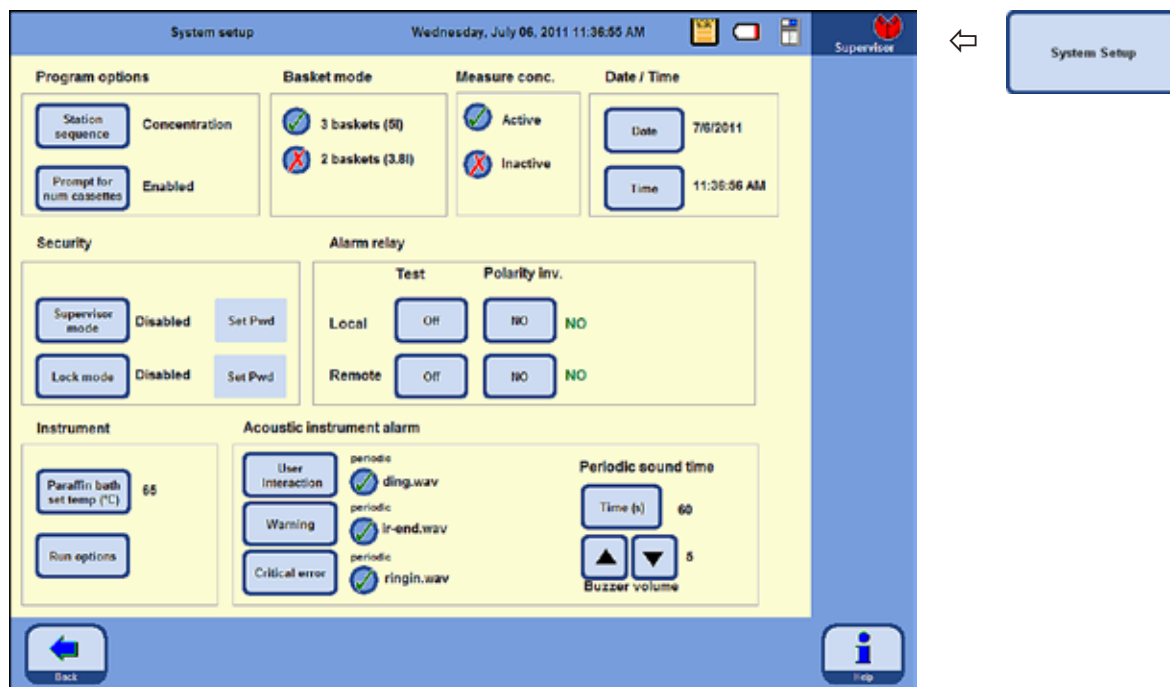 System setup
Wednesday, July 06, 2011 11:36:55 AM
Supervisor
System Setup
Program options
Basket mode
Measure conc.
Date / Time
Station
sequence
Concentration
Prompt for
num cassettes
Enabled
3 baskets (5l)
2 baskets (3.8l)
Active
Inactive
Date
7/6/2011
Time
11:36:56 AM
Security
Alarm relay
Supervisor
mode
Disabled
Set Pwd
Lock mode
Disabled
Set Pwd
Test
Polarity inv.
Local
Off
NO
NO
Remote
Off
NO
NO
Instrument
Acoustic instrument alarm
Paraffin bath
set temp (°C)
65
Run options
User
Interaction
periodic
ding.wav
Warning
periodic
ir-end.wav
Critical error
periodic
ringin.wav
Periodic sound time
Time (s)
60
5
Buzzer volume
Back
Help